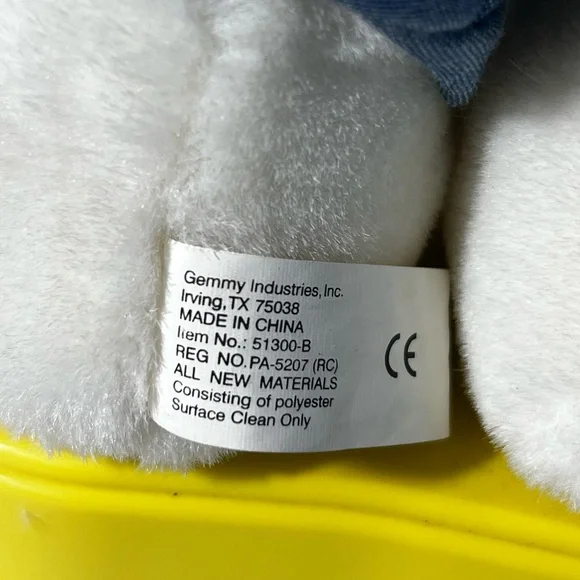 Gemmy Industries, Inc.
Irving, TX 75038
MADE IN CHINA
Item No.: 51300-B
REG NO.PA-5207 (RC)
ALL NEW MATERIALS
Consisting of polyester
Surface Clean Only
CE